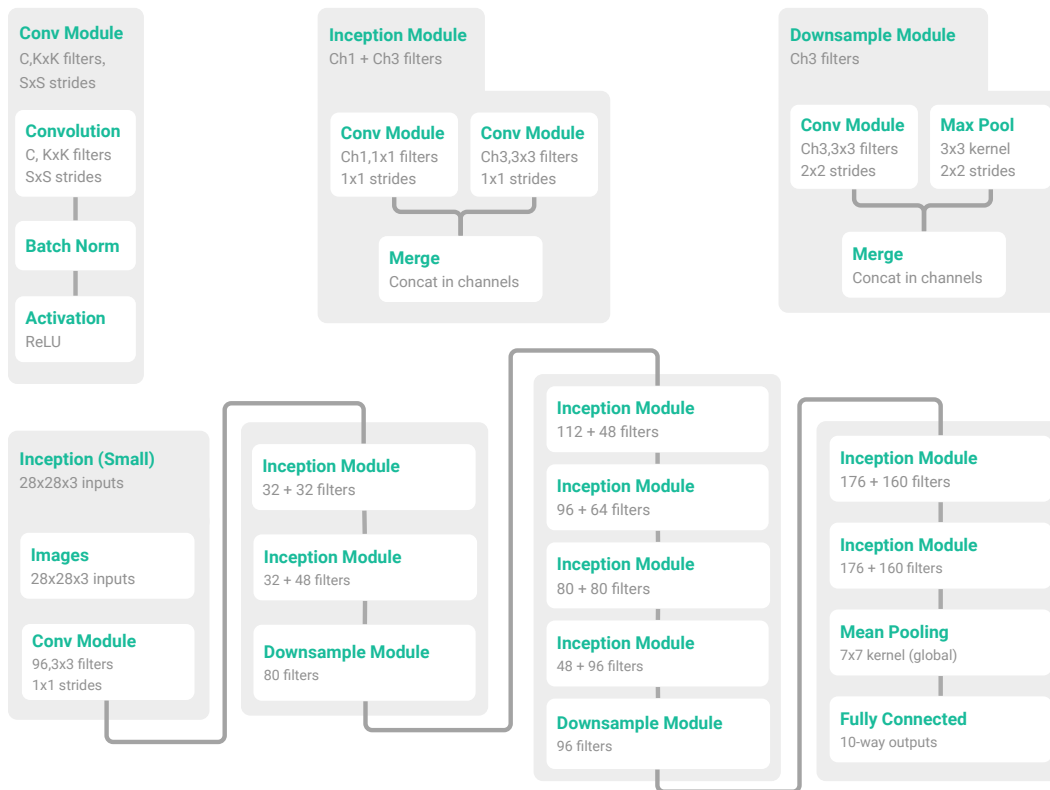 Conv Module
C,KxK filters,
SxS strides
Convolution
C, KxK filters
SxS strides
Batch Norm
Activation
ReLU
Inception Module
Ch1 + Ch3 filters
Conv Module
Ch1,1x1 filters
1x1 strides
Conv Module
Ch3,3x3 filters
1x1 strides
Merge
Concat in channels
Downsample Module
Ch3 filters
Conv Module
Ch3,3x3 filters
2x2 strides
Max Pool
3x3 kernel
2x2 strides
Merge
Concat in channels
Inception (Small)
28x28x3 inputs
Images
28x28x3 inputs
Conv Module
96,3x3 filters
1x1 strides
Inception Module
32 + 32 filters
Inception Module
32 + 48 filters
Downsample Module
80 filters
Inception Module
112 + 48 filters
Inception Module
96 + 64 filters
Inception Module
80 + 80 filters
Inception Module
48 + 96 filters
Downsample Module
96 filters
Inception Module
176 + 160 filters
Inception Module
176 + 160 filters
Mean Pooling
7x7 kernel (global)
Fully Connected
10-way outputs